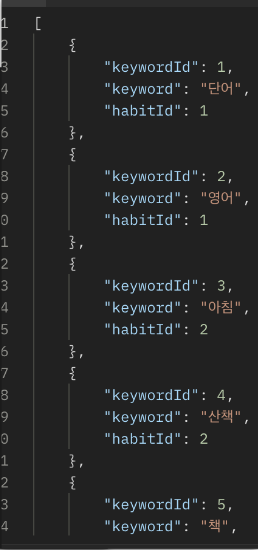 1 [
2 {
3 "keywordId": 1,
4 "keyword": "단어",
5 "habitId": 1
6 },
7 {
8 "keywordId": 2,
9 "keyword": "영어",
0 "habitId": 1
1 },
2 {
3 "keywordId": 3,
4 "keyword": "아침",
5 "habitId": 2
6 },
7 {
8 "keywordId": 4,
9 "keyword": "산책",
0 "habitId": 2
1 },
2 {
3 "keywordId": 5,
4 "keyword": "책",